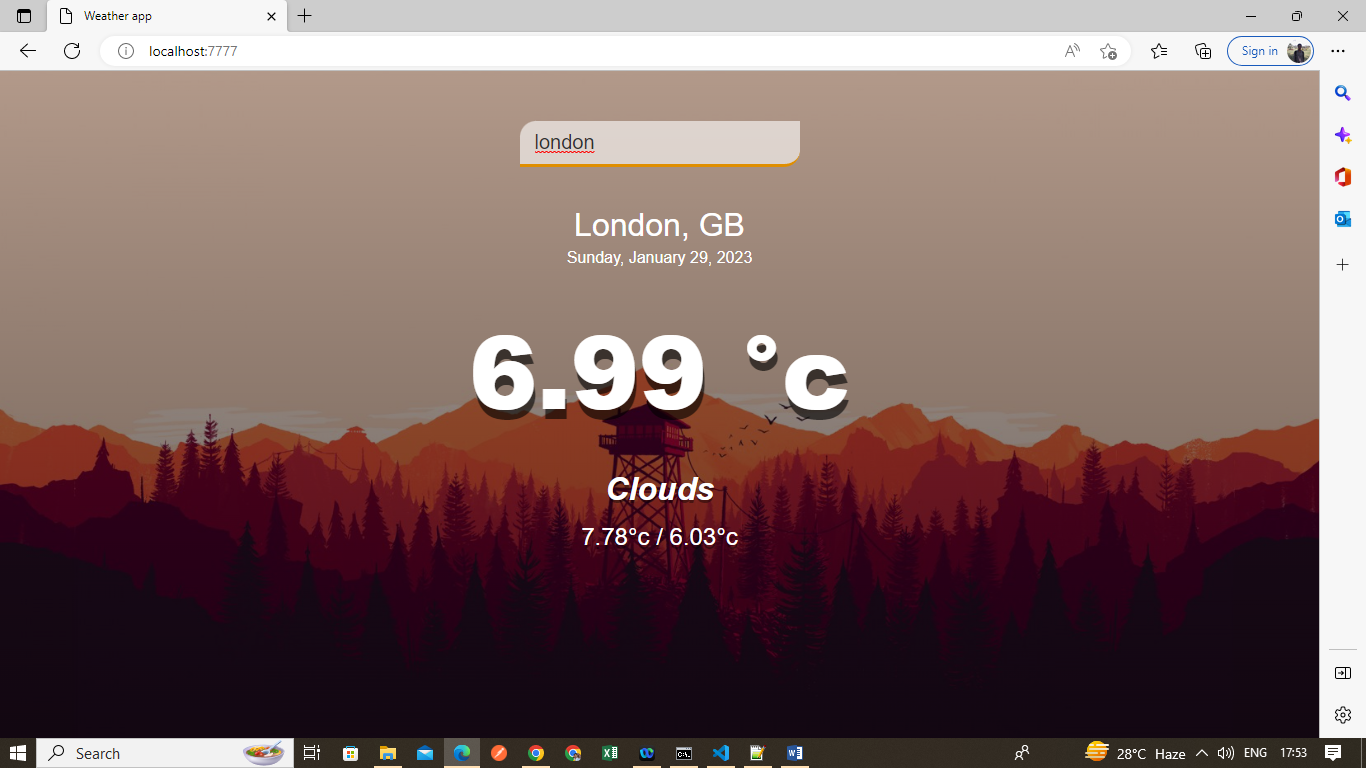 Weather app
localhost:7777
Sign in
london
London, GB
Sunday, January 29, 2023
6.99 °c
Clouds
7.78°c / 6.03°c
Search
28°C Haze
ENG
17:53